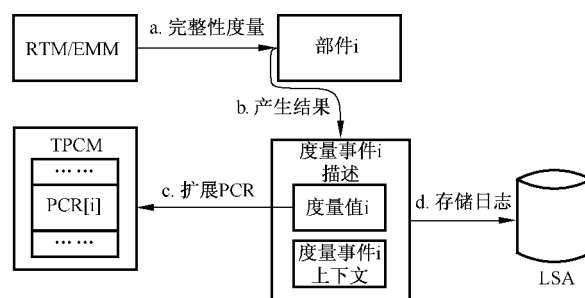 a. 完整性度量
RTM/EMM
部件i
b. 产生结果
TPCM
……
PCR[i]
……
c. 扩展PCR
度量事件i
描述
度量值i
度量事件i
上下文
d. 存储日志
LSA